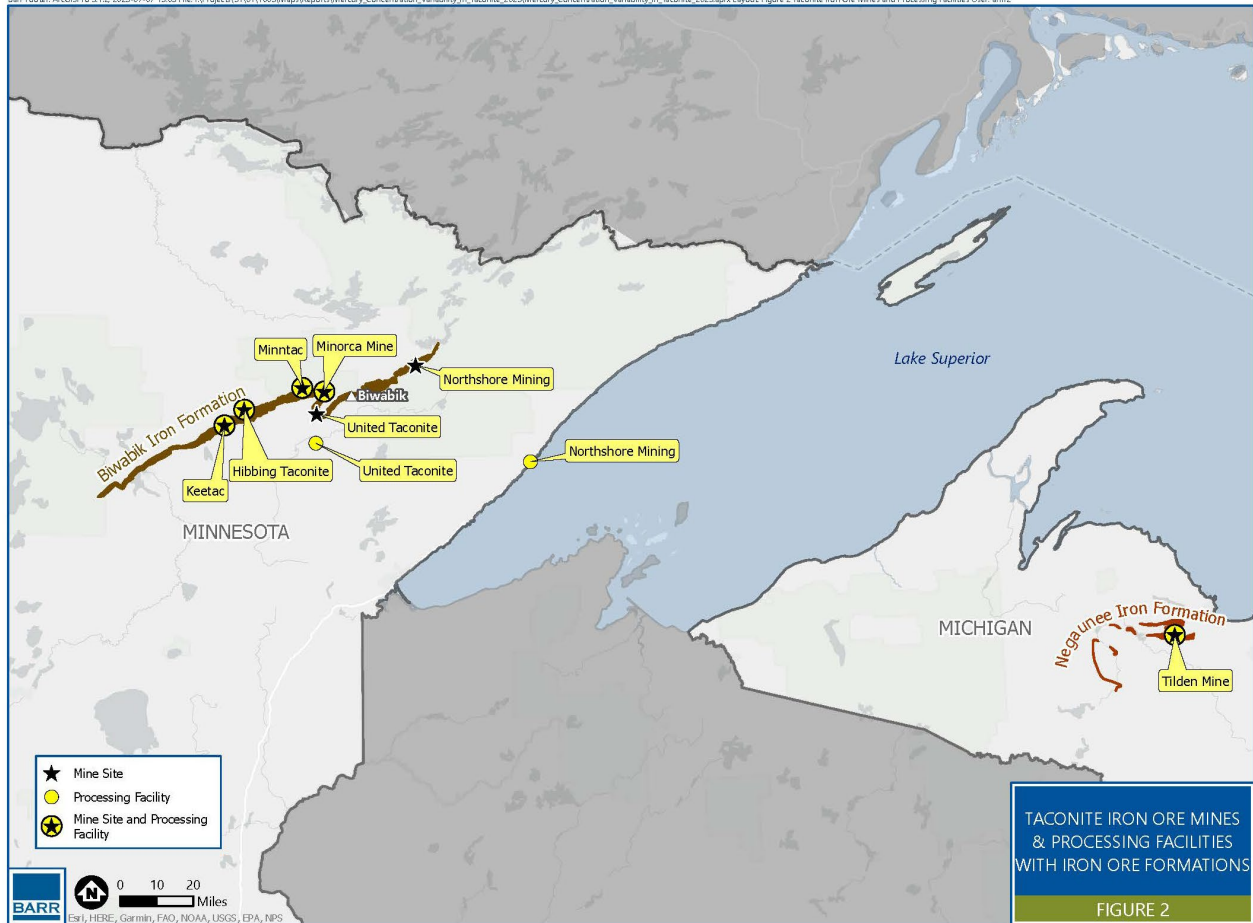 Minntac
Minorca Mine
Northshore Mining
Biwabik
United Taconite
Biwabik Iron Formation
Hibbing Taconite
United Taconite
Keetac
Northshore Mining
MINNESOTA
Lake Superior
MICHIGAN
Negaunee Iron Formation
Tilden Mine
Mine Site
Processing Facility
Mine Site and Processing
Facility
BARR
N
0 10 20
Miles
Esri, HERE, Garmin, FAO, NOAA, USGS, EPA, NPS
TACONITE IRON ORE MINES
& PROCESSING FACILITIES
WITH IRON ORE FORMATIONS
FIGURE 2